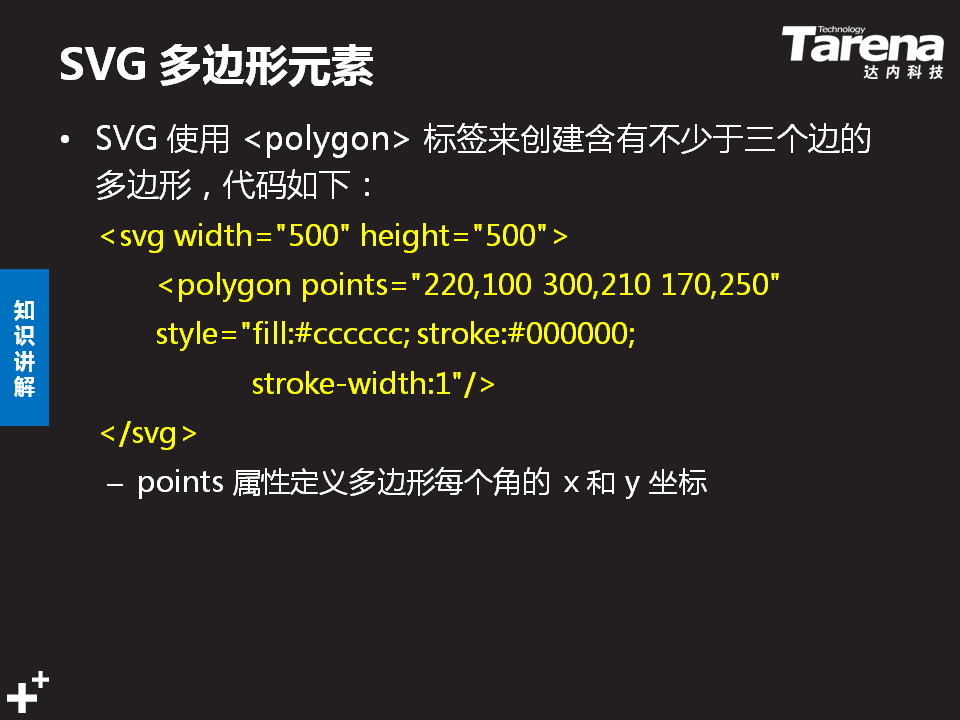 SVG 多边形元素
Technology
Tarena
达内科技
• SVG 使用 <polygon> 标签来创建含有不少于三个边的
多边形，代码如下：
<svg width="500" height="500">
<polygon points="220,100 300,210 170,250"
style="fill:#cccccc; stroke:#000000;
stroke-width:1"/>
</svg>
– points 属性定义多边形每个角的 x 和 y 坐标
知
识
讲
解